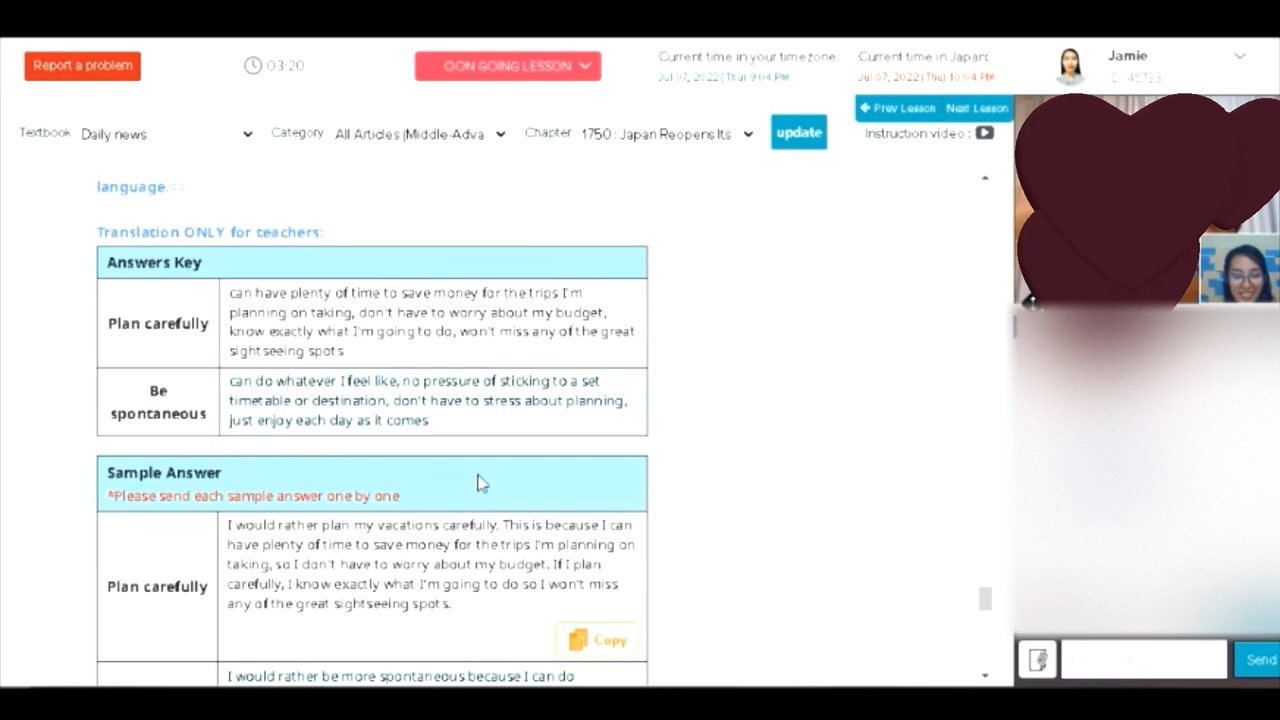 Report a problem
03:20
OON GOING LESSON
Current time in your timezone:
Jul 07, 2022 (Thu) 9:04 PM
Current time in Japan:
Jul 07, 2022 (Thu) 10:04 PM
Jamie
Prev Lesson Next Lesson
Textbook Daily news
Category All Articles (Middle-Adva
Chapter 1750 : Japan Reopens Its
update
Instruction video :
language.
Translation ONLY for teachers:
Answers Key
Plan carefully
can have plenty of time to save money for the trips I'm
planning on taking, don't have to worry about my budget,
know exactly what I'm going to do, won't miss any of the great
sightseeing spots
Be
spontaneous
can do whatever I feel like, no pressure of sticking to a set
timetable or destination, don't have to stress about planning,
just enjoy each day as it comes
Sample Answer
*Please send each sample answer one by one
Plan carefully
I would rather plan my vacations carefully. This is because I can
have plenty of time to save money for the trips I'm planning on
taking, so I don't have to worry about my budget. If I plan
carefully, I know exactly what I'm going to do so I won't miss
any of the great sightseeing spots.
Copy
I would rather be more spontaneous because I can do
Send